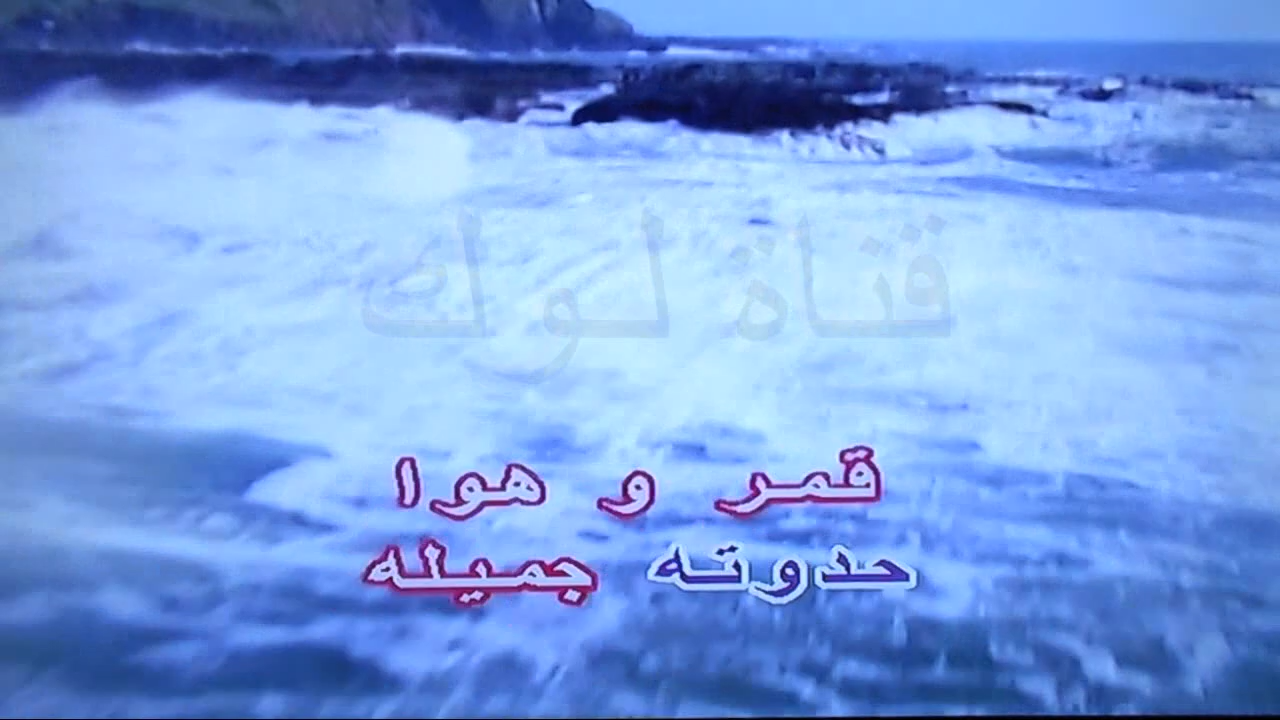 قناة لوك
قمر و هوا
حدوته جميله